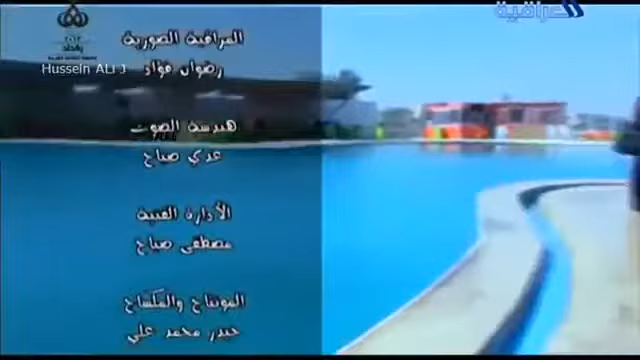 العراقية
بغداد
Hussein ALI J
المراقبة الصورية
رضوان فؤاد
هندسة الصوت
عدي صباح
الأدارة الفنية
مصطفى صباح
المونتاج والمكساج
حيدر محمد علي